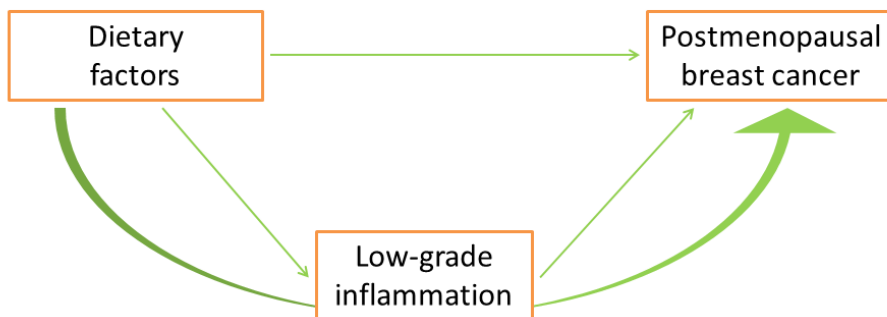 Dietary
factors
Postmenopausal
breast cancer
Low-grade
inflammation